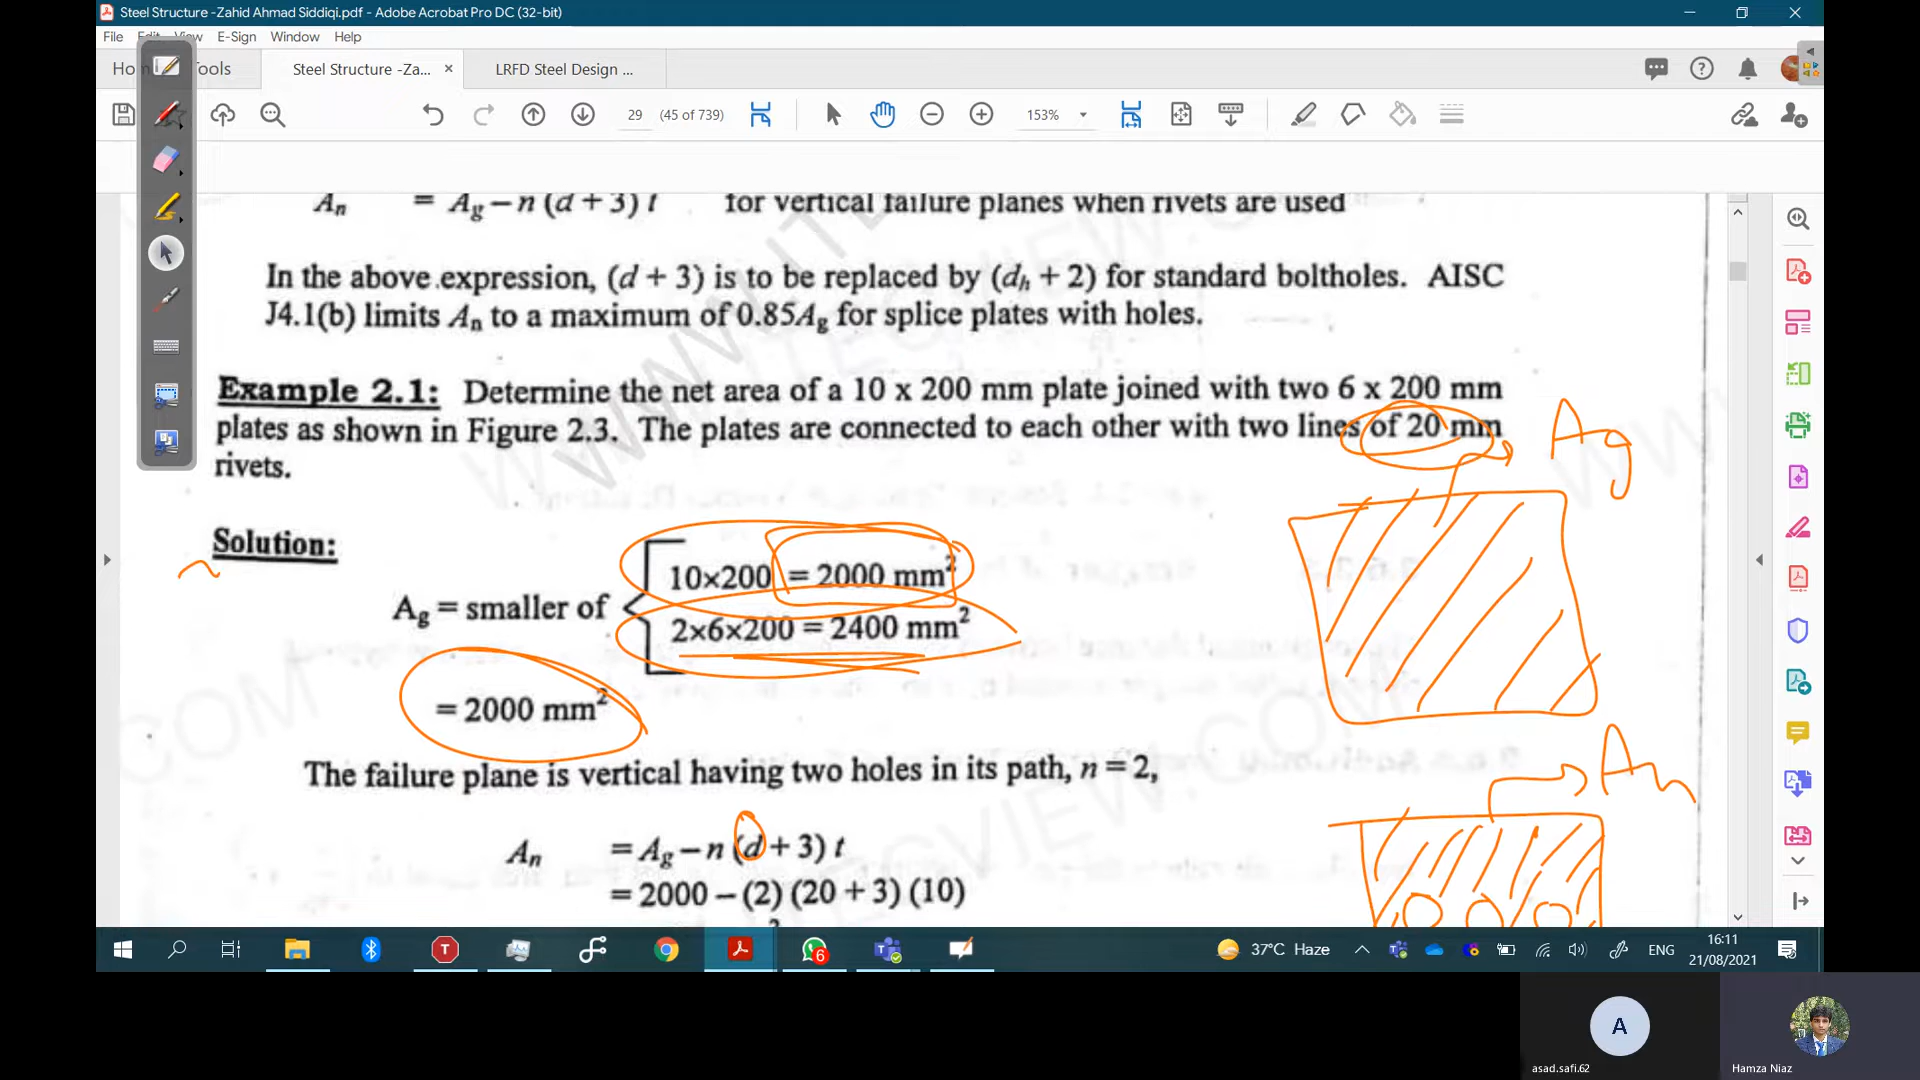 Steel Structure -Zahid Ahmad Siddiqi.pdf - Adobe Acrobat Pro DC (32-bit)
File Edit View E-Sign Window Help
Hom Tools Steel Structure -Za... × LRFD Steel Design ...
29 (45 of 739) 153%
An = Ag – n (d + 3) t for vertical failure planes when rivets are used
In the above expression, (d + 3) is to be replaced by (dh + 2) for standard boltholes. AISC
J4.1(b) limits An to a maximum of 0.85Ag for splice plates with holes.
Example 2.1: Determine the net area of a 10 x 200 mm plate joined with two 6 x 200 mm
plates as shown in Figure 2.3. The plates are connected to each other with two lines of 20 mm
rivets.
Ag
Solution:
10×200 = 2000 mm²
Ag = smaller of
2×6×200 = 2400 mm²
= 2000 mm²
The failure plane is vertical having two holes in its path, n = 2,
An
An = Ag – n (d + 3) t
= 2000 – (2) (20 + 3) (10)
6
37°C Haze
ENG
16:11
21/08/2021
A
asad.safi.62
Hamza Niaz